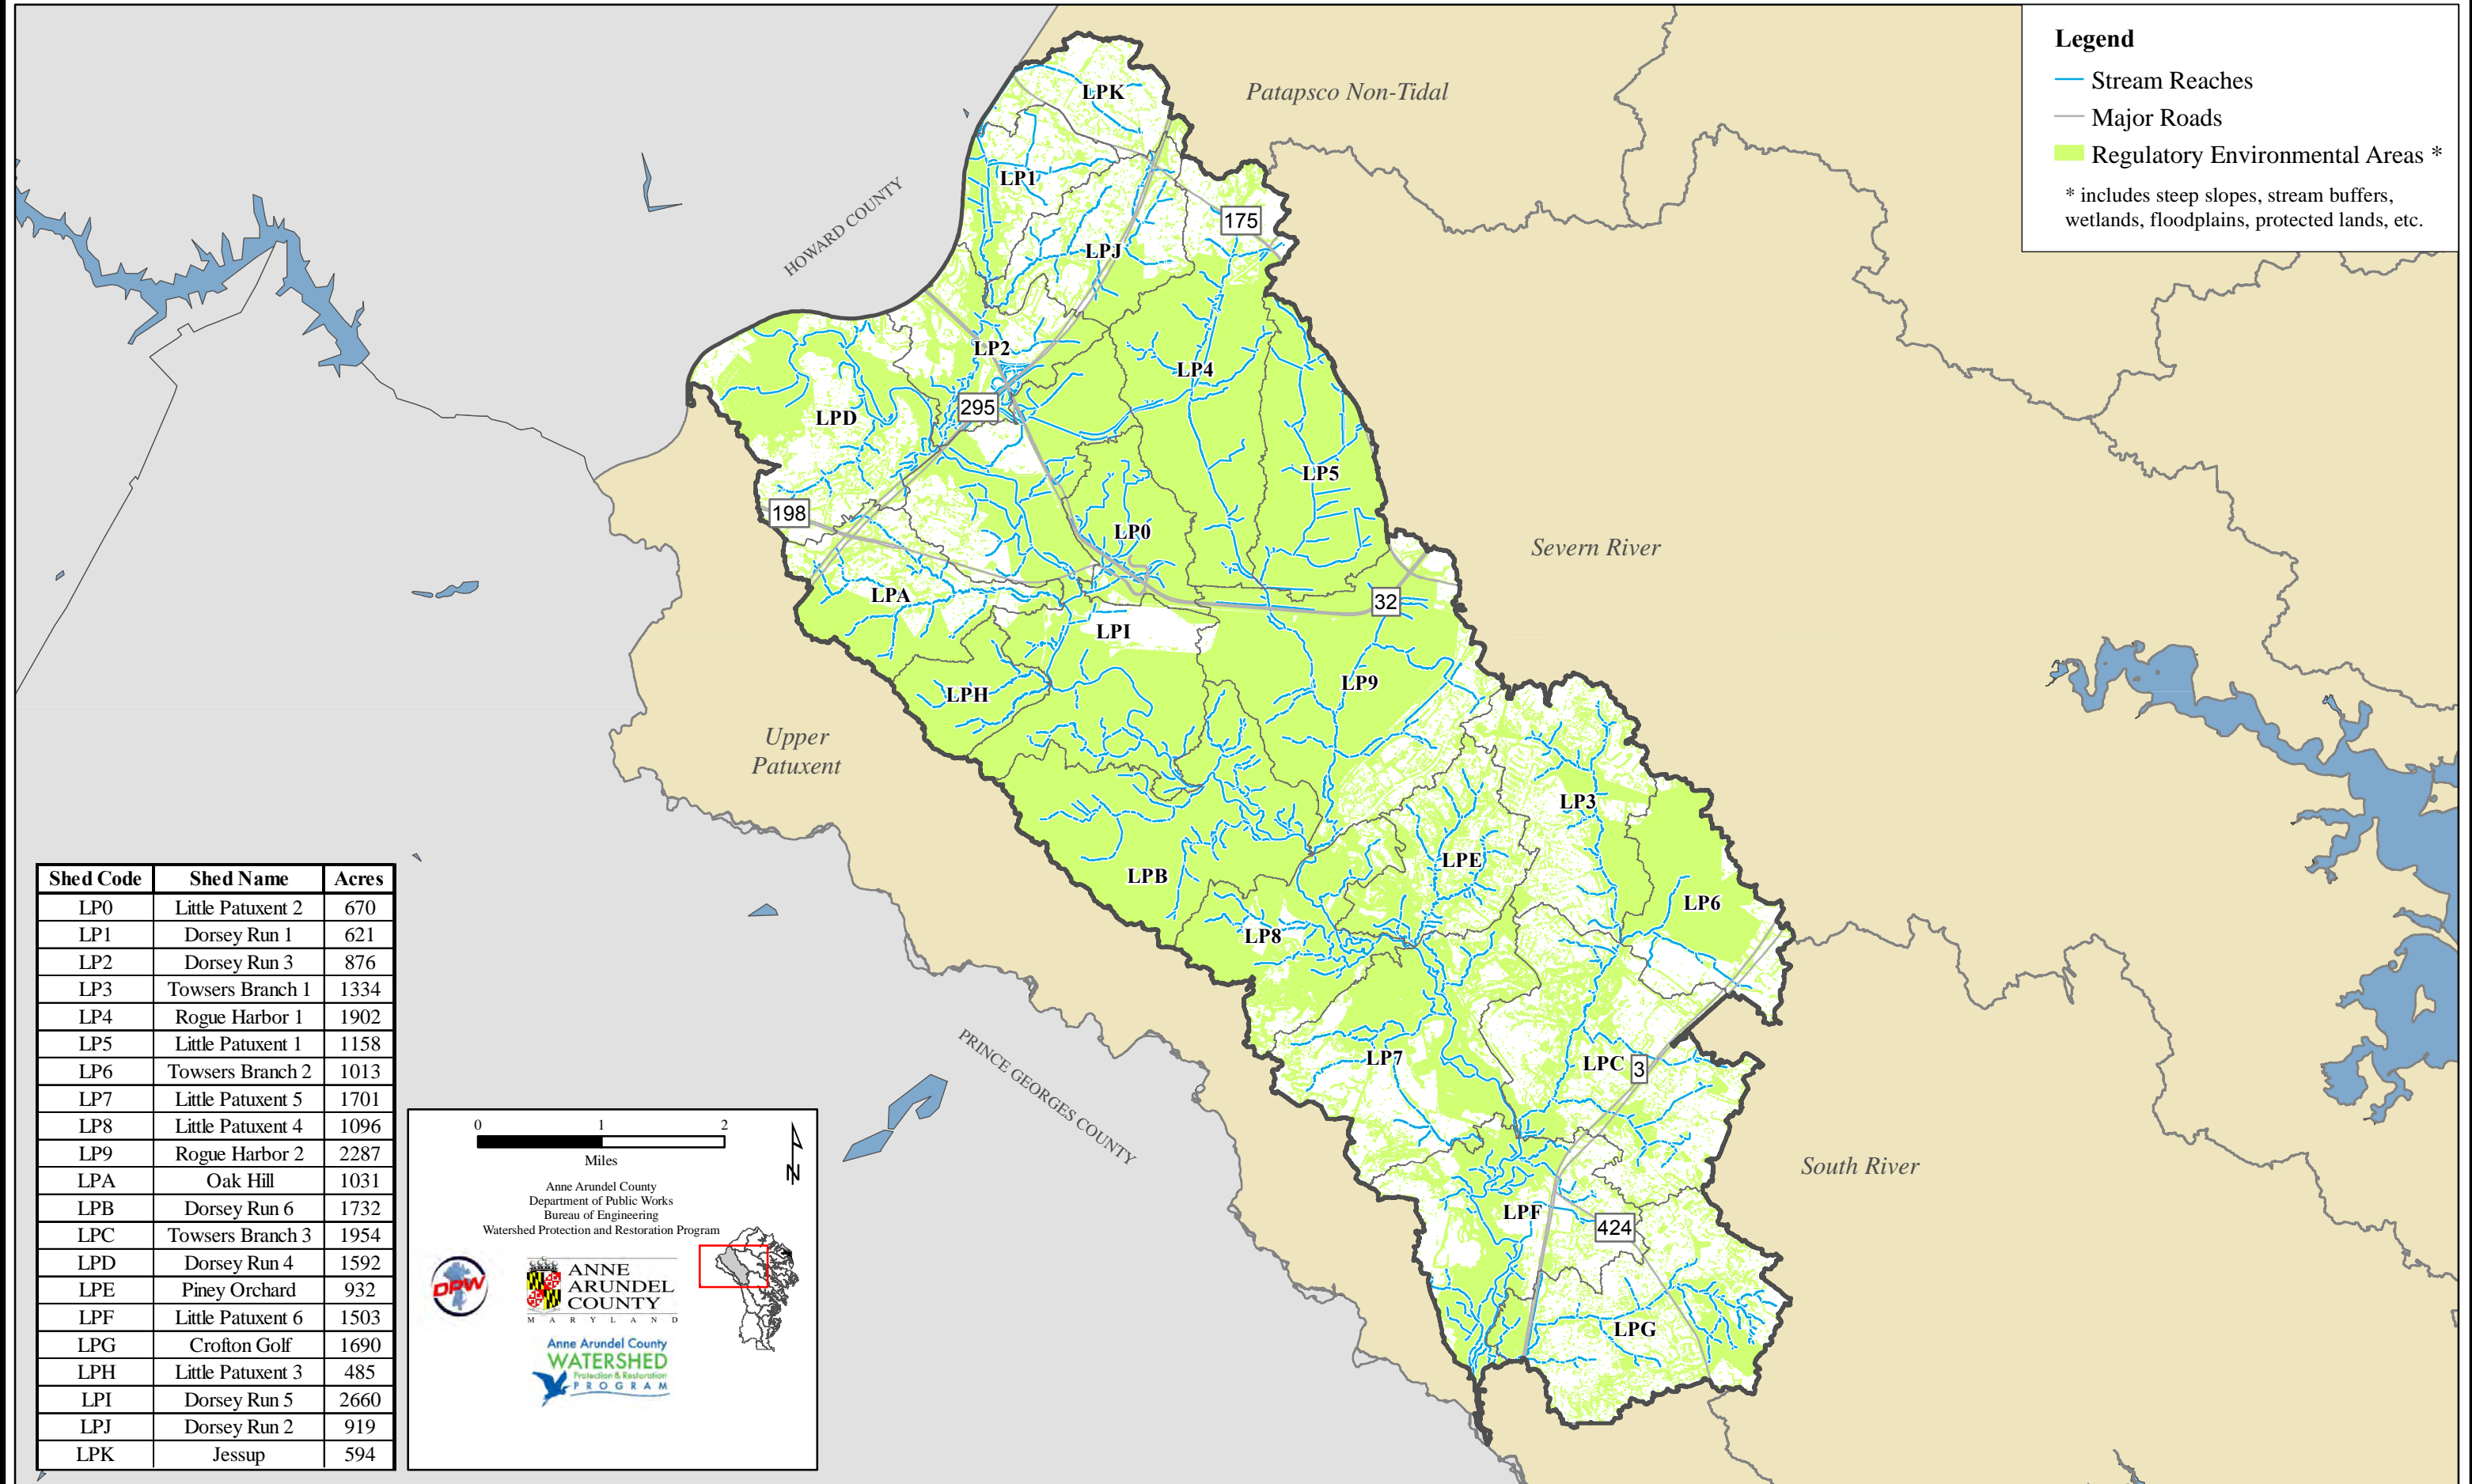 Legend
Stream Reaches
Major Roads
Regulatory Environmental Areas *
* includes steep slopes, stream buffers,
wetlands, floodplains, protected lands, etc.
Patapsco Non-Tidal
HOWARD COUNTY
Severn River
Upper
Patuxent
PRINCE GEORGES COUNTY
South River
LPK
LP1
175
LPJ
LP2
LP4
295
LPD
LP5
198
LP0
LPA
32
LPI
LP9
LPH
LP3
LPE
LPB
LP6
LP8
LP7
LPC
3
LPF
424
LPG
Shed Code Shed Name Acres
LP0 Little Patuxent 2 670
LP1 Dorsey Run 1 621
LP2 Dorsey Run 3 876
LP3 Towsers Branch 1 1334
LP4 Rogue Harbor 1 1902
LP5 Little Patuxent 1 1158
LP6 Towsers Branch 2 1013
LP7 Little Patuxent 5 1701
LP8 Little Patuxent 4 1096
LP9 Rogue Harbor 2 2287
LPA Oak Hill 1031
LPB Dorsey Run 6 1732
LPC Towsers Branch 3 1954
LPD Dorsey Run 4 1592
LPE Piney Orchard 932
LPF Little Patuxent 6 1503
LPG Crofton Golf 1690
LPH Little Patuxent 3 485
LPI Dorsey Run 5 2660
LPJ Dorsey Run 2 919
LPK Jessup 594
0 1 2
Miles
N
Anne Arundel County
Department of Public Works
Bureau of Engineering
Watershed Protection and Restoration Program
DPW
ANNE
ARUNDEL
COUNTY
MARYLAND
Anne Arundel County
WATERSHED
Protection & Restoration
PROGRAM